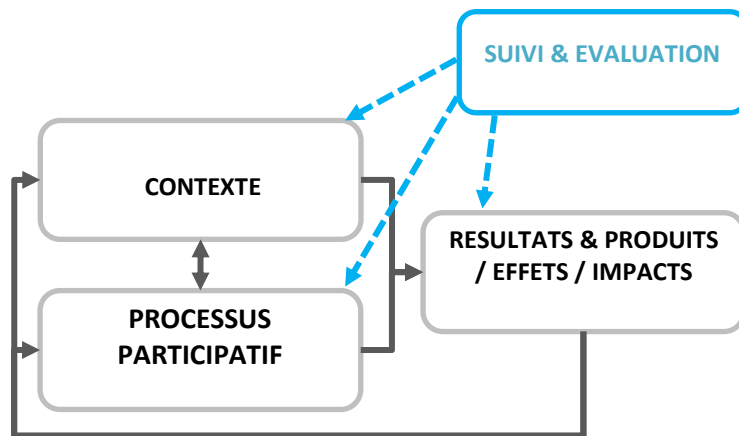 SUIVI & EVALUATION
CONTEXTE
RESULTATS & PRODUITS
/ EFFETS / IMPACTS
PROCESSUS
PARTICIPATIF